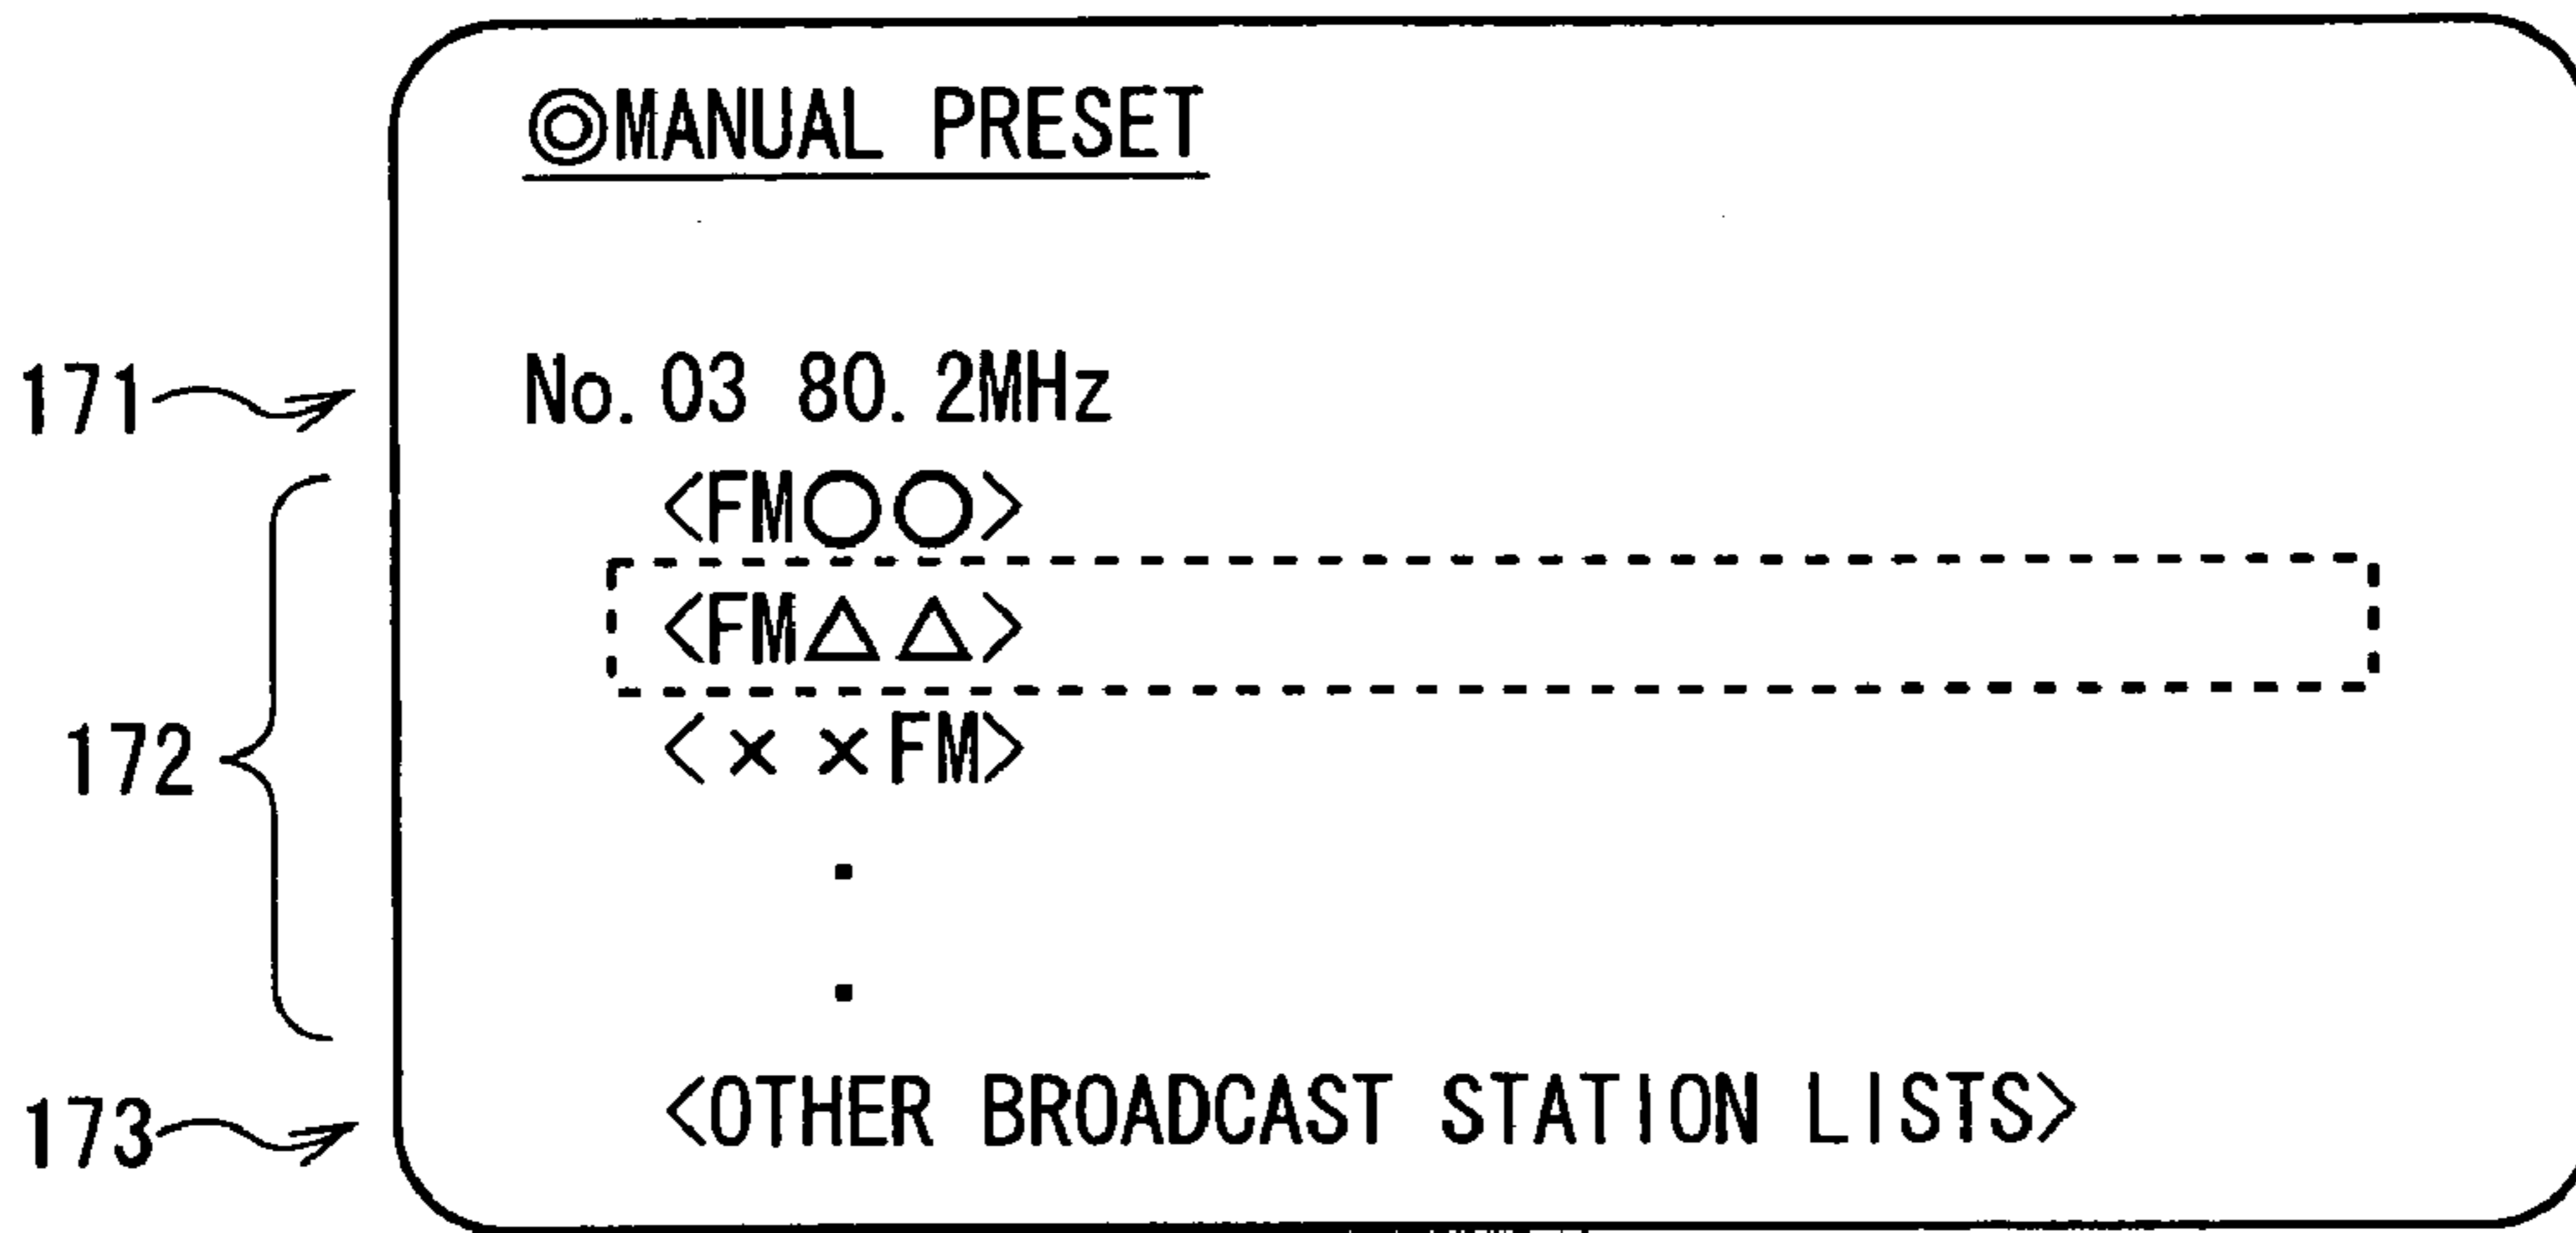 ◎MANUAL PRESET
171
No. 03 80. 2MHz
<FM○○>
<FM△△>
172
<××FM>
.
.
173
<OTHER BROADCAST STATION LISTS>